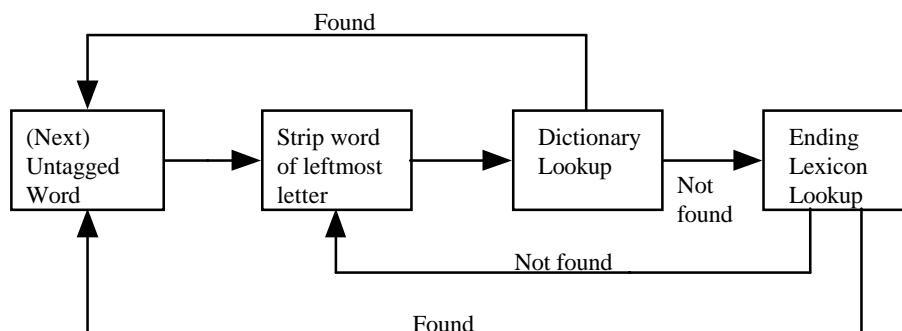 Found
(Next)
Untagged
Word
Strip word
of leftmost
letter
Dictionary
Lookup
Not
found
Ending
Lexicon
Lookup
Not found
Found